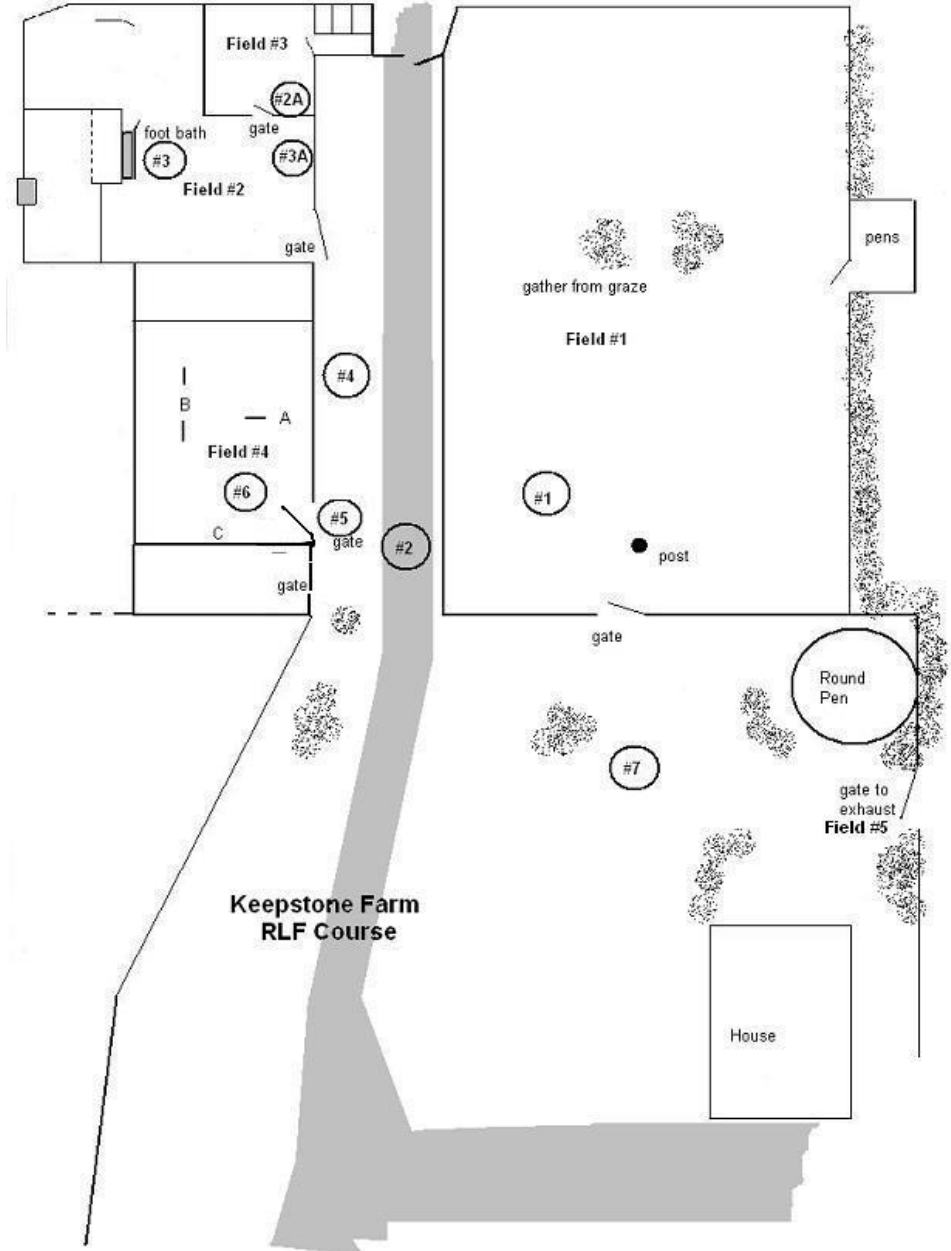 Field #3
#2A
gate
foot bath
#3
#3A
Field #2
gate
pens
gather from graze
Field #1
#4
B
A
Field #4
#6
#1
#5
C
gate
#2
post
gate
gate
Round
Pen
#7
gate to
exhaust
Field #5
Keepstone Farm
RLF Course
House